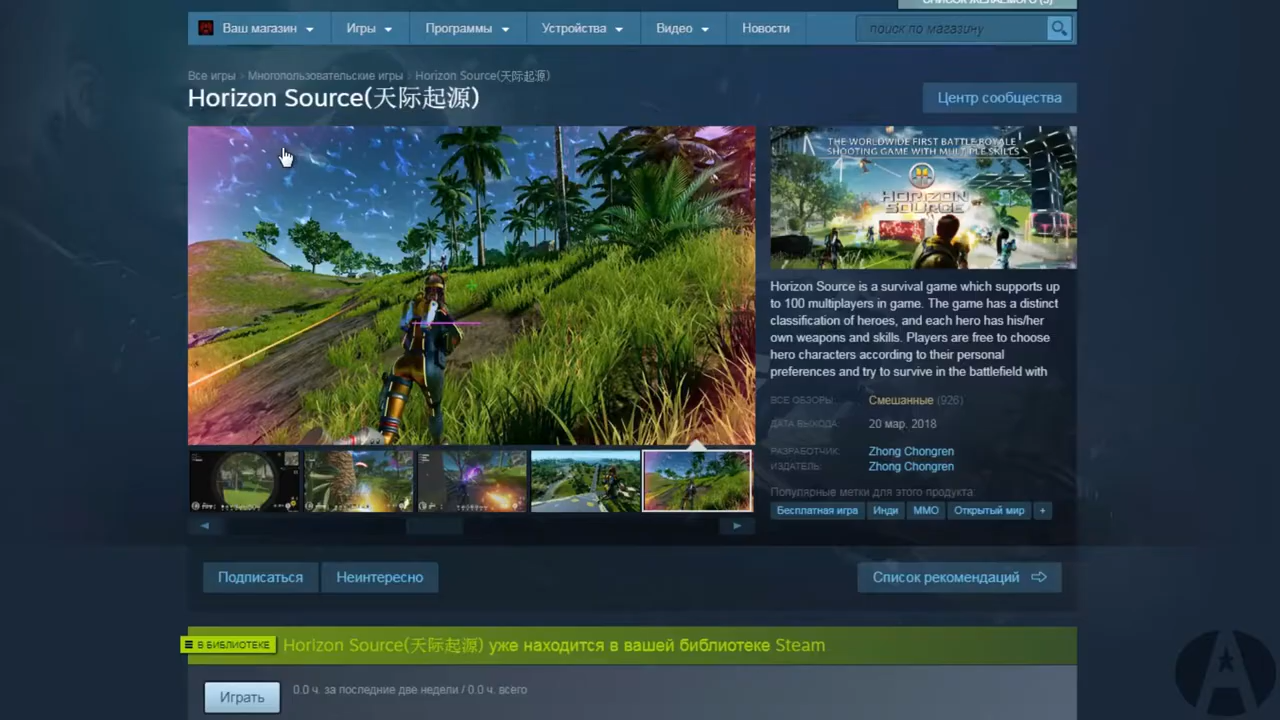 СПИСОК ЖЕЛАЕМОГО (3)
Ваш магазин
Игры
Программы
Устройства
Видео
Новости
поиск по магазину
Все игры > Многопользовательские игры > Horizon Source(天际起源)
Horizon Source(天际起源)
Центр сообщества
THE WORLDWIDE FIRST BATTLE ROYALE
SHOOTING GAME WITH MULTIPLE SKILLS
HORIZON
SOURCE
Horizon Source is a survival game which supports up
to 100 multiplayers in game. The game has a distinct
classification of heroes, and each hero has his/her
own weapons and skills. Players are free to choose
hero characters according to their personal
preferences and try to survive in the battlefield with
ВСЕ ОБЗОРЫ: Смешанные (926)
ДАТА ВЫХОДА: 20 мар. 2018
РАЗРАБОТЧИК: Zhong Chongren
ИЗДАТЕЛЬ: Zhong Chongren
Популярные метки для этого продукта:
Бесплатная игра Инди MMO Открытый мир +
Подписаться
Неинтересно
Список рекомендаций
В БИБЛИОТЕКЕ
Horizon Source(天际起源) уже находится в вашей библиотеке Steam
Играть
0.0 ч. за последние две недели / 0.0 ч. всего